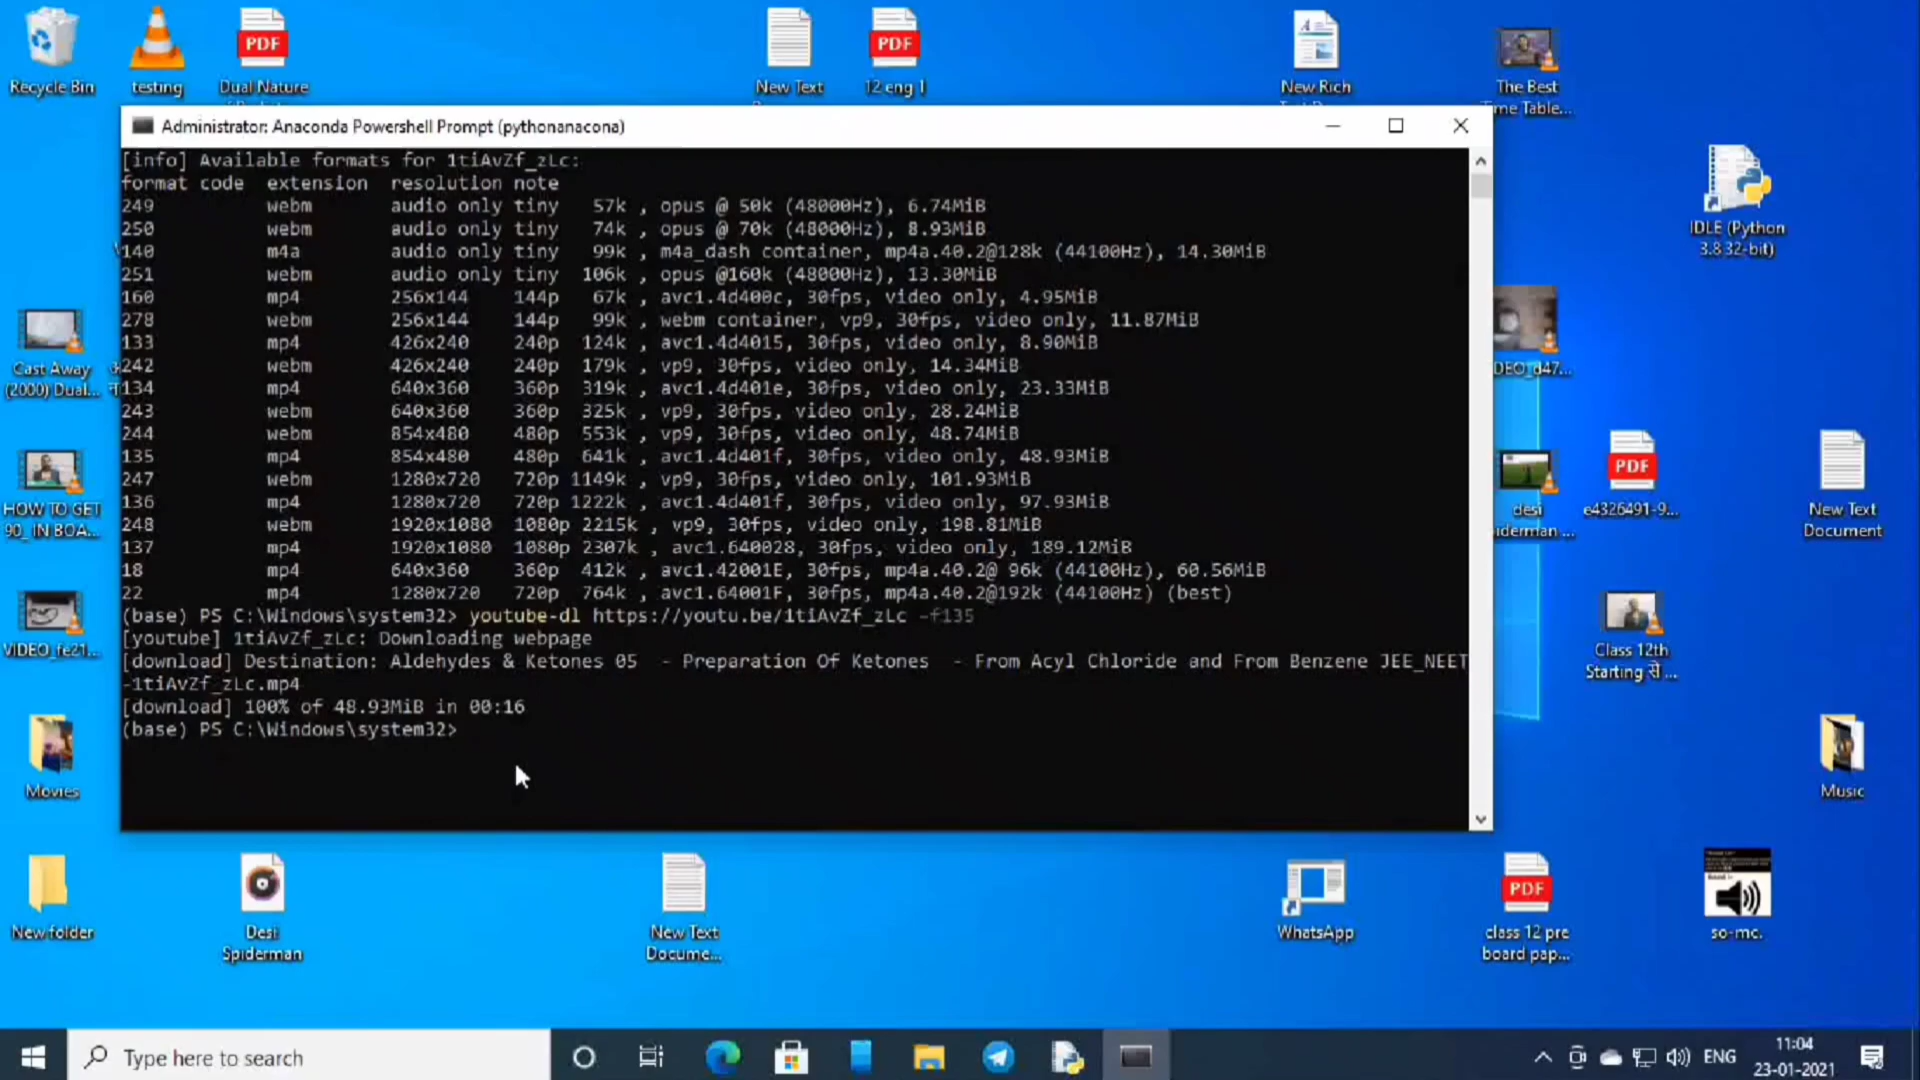 Recycle Bin
testing
PDF
Dual Nature
New Text
PDF
12 eng 1
New Rich
The Best
Time Table...
Administrator: Anaconda Powershell Prompt (pythonanacona)
[info] Available formats for 1tiAvZf_zLc:
format code  extension  resolution note
249          webm       audio only tiny   57k , opus @ 50k (48000Hz), 6.74MiB
250          webm       audio only tiny   74k , opus @ 70k (48000Hz), 8.93MiB
140          m4a        audio only tiny   99k , m4a_dash container, mp4a.40.2@128k (44100Hz), 14.30MiB
251          webm       audio only tiny  106k , opus @160k (48000Hz), 13.30MiB
160          mp4        256x144    144p   67k , avc1.4d400c, 30fps, video only, 4.95MiB
278          webm       256x144    144p   99k , webm container, vp9, 30fps, video only, 11.87MiB
133          mp4        426x240    240p  124k , avc1.4d4015, 30fps, video only, 8.90MiB
242          webm       426x240    240p  179k , vp9, 30fps, video only, 14.34MiB
134          mp4        640x360    360p  319k , avc1.4d401e, 30fps, video only, 23.33MiB
243          webm       640x360    360p  325k , vp9, 30fps, video only, 28.24MiB
244          webm       854x480    480p  553k , vp9, 30fps, video only, 48.74MiB
135          mp4        854x480    480p  641k , avc1.4d401f, 30fps, video only, 48.93MiB
247          webm       1280x720   720p 1149k , vp9, 30fps, video only, 101.93MiB
136          mp4        1280x720   720p 1222k , avc1.4d401f, 30fps, video only, 97.93MiB
248          webm       1920x1080  1080p 2215k , vp9, 30fps, video only, 198.81MiB
137          mp4        1920x1080  1080p 2307k , avc1.640028, 30fps, video only, 189.12MiB
18           mp4        640x360    360p  412k , avc1.42001E, 30fps, mp4a.40.2@ 96k (44100Hz), 60.56MiB
22           mp4        1280x720   720p  764k , avc1.64001F, 30fps, mp4a.40.2@192k (44100Hz) (best)
(base) PS C:\Windows\system32> youtube-dl https://youtu.be/1tiAvZf_zLc -f135
[youtube] 1tiAvZf_zLc: Downloading webpage
[download] Destination: Aldehydes & Ketones 05  - Preparation Of Ketones  - From Acyl Chloride and From Benzene JEE_NEET
-1tiAvZf_zLc.mp4
[download] 100% of 48.93MiB in 00:16
(base) PS C:\Windows\system32>
IDLE (Python
3.8 32-bit)
Cast Away
(2000) Dual...
DEO_d47...
HOW TO GET
90_ IN BOA...
desi
iderman ...
PDF
e4326491-9...
New Text
Document
VIDEO_fe21...
Class 12th
Starting से ...
Movies
Music
New folder
Desi
Spiderman
New Text
Docume...
WhatsApp
PDF
class 12 pre
board pap...
so-mc.
Type here to search
ENG
11:04
23-01-2021